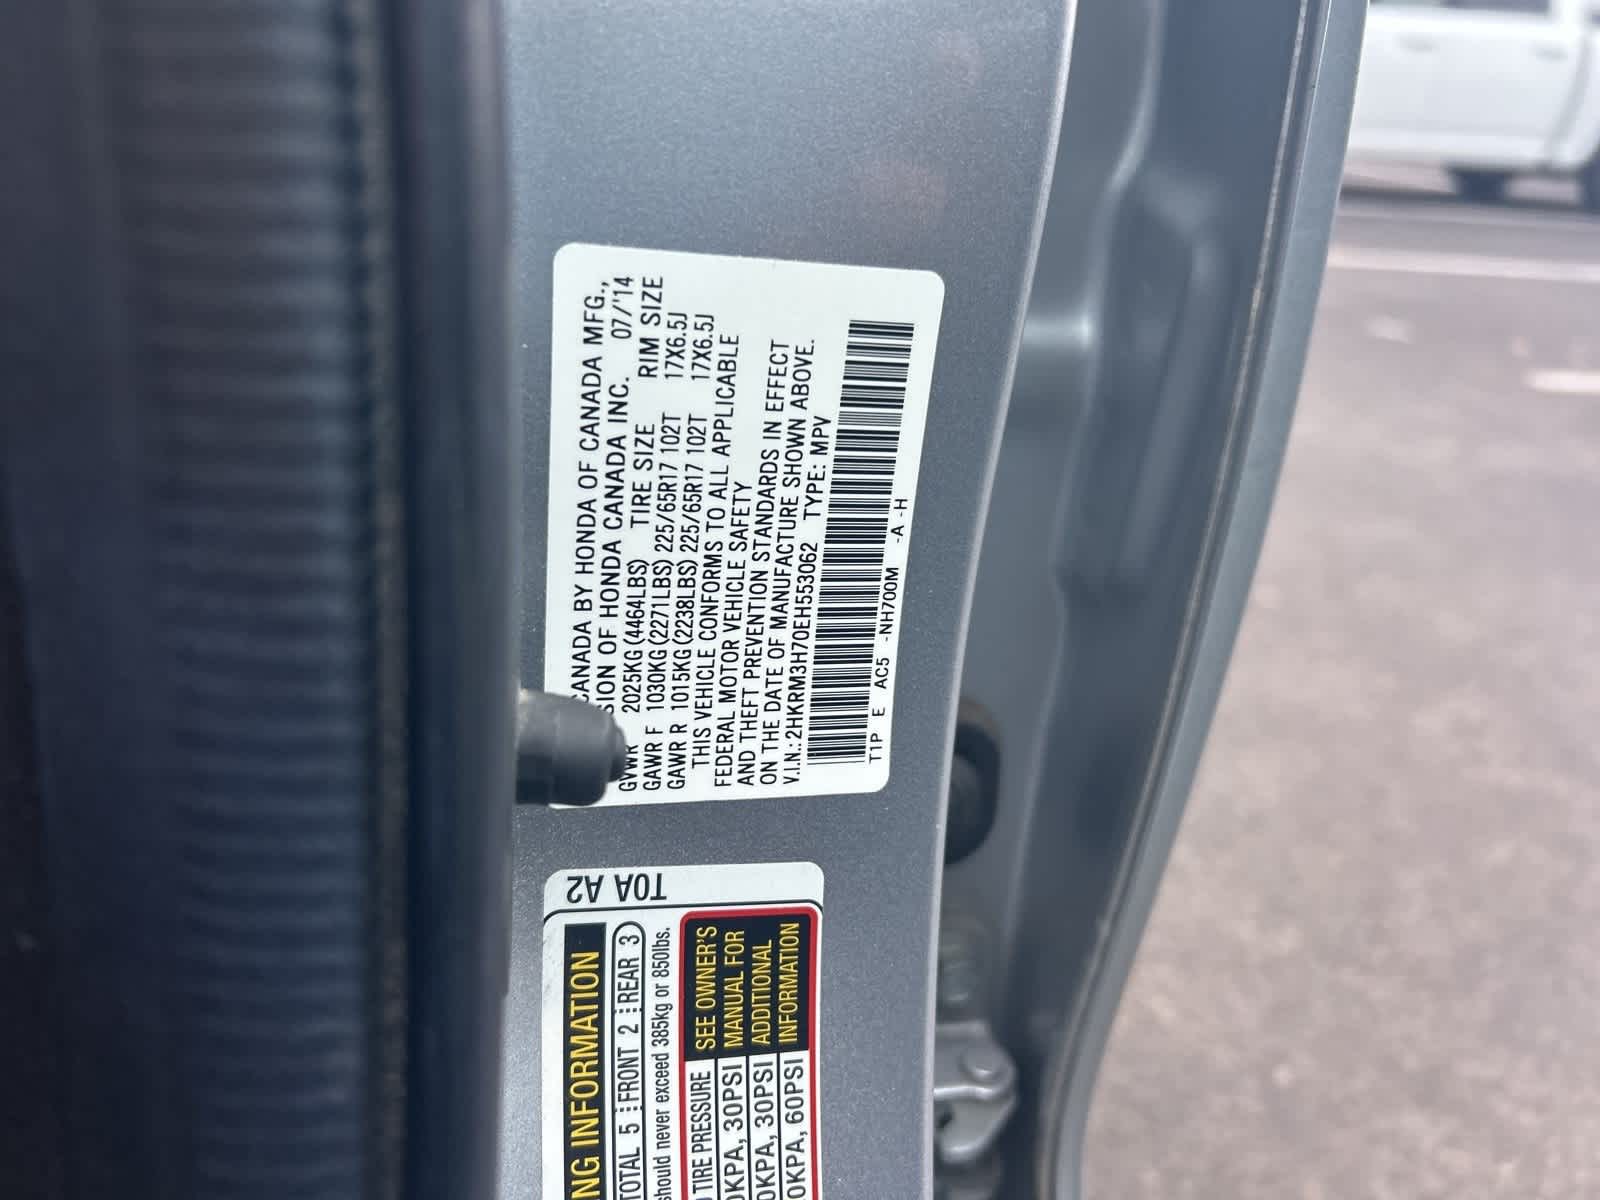 CANADA BY HONDA OF CANADA MFG.,
SION OF HONDA CANADA INC. 07/'14
GVWR 2025KG (4464LBS) TIRE SIZE RIM SIZE
GAWR F 1030KG (2271LBS) 225/65R17 102T 17X6.5J
GAWR R 1015KG (2238LBS) 225/65R17 102T 17X6.5J
THIS VEHICLE CONFORMS TO ALL APPLICABLE
FEDERAL MOTOR VEHICLE SAFETY
AND THEFT PREVENTION STANDARDS IN EFFECT
ON THE DATE OF MANUFACTURE SHOWN ABOVE.
V.I.N.: 2HKRM3H70EH553062 TYPE: MPV
T1P E AC5 -NH700M -A -H
T0A A2
NG INFORMATION
TOTAL 5 FRONT 2 REAR 3
should never exceed 385kg or 850lbs.
TIRE PRESSURE
0KPA, 30PSI
0KPA, 30PSI
0KPA, 60PSI
SEE OWNER'S
MANUAL FOR
ADDITIONAL
INFORMATION